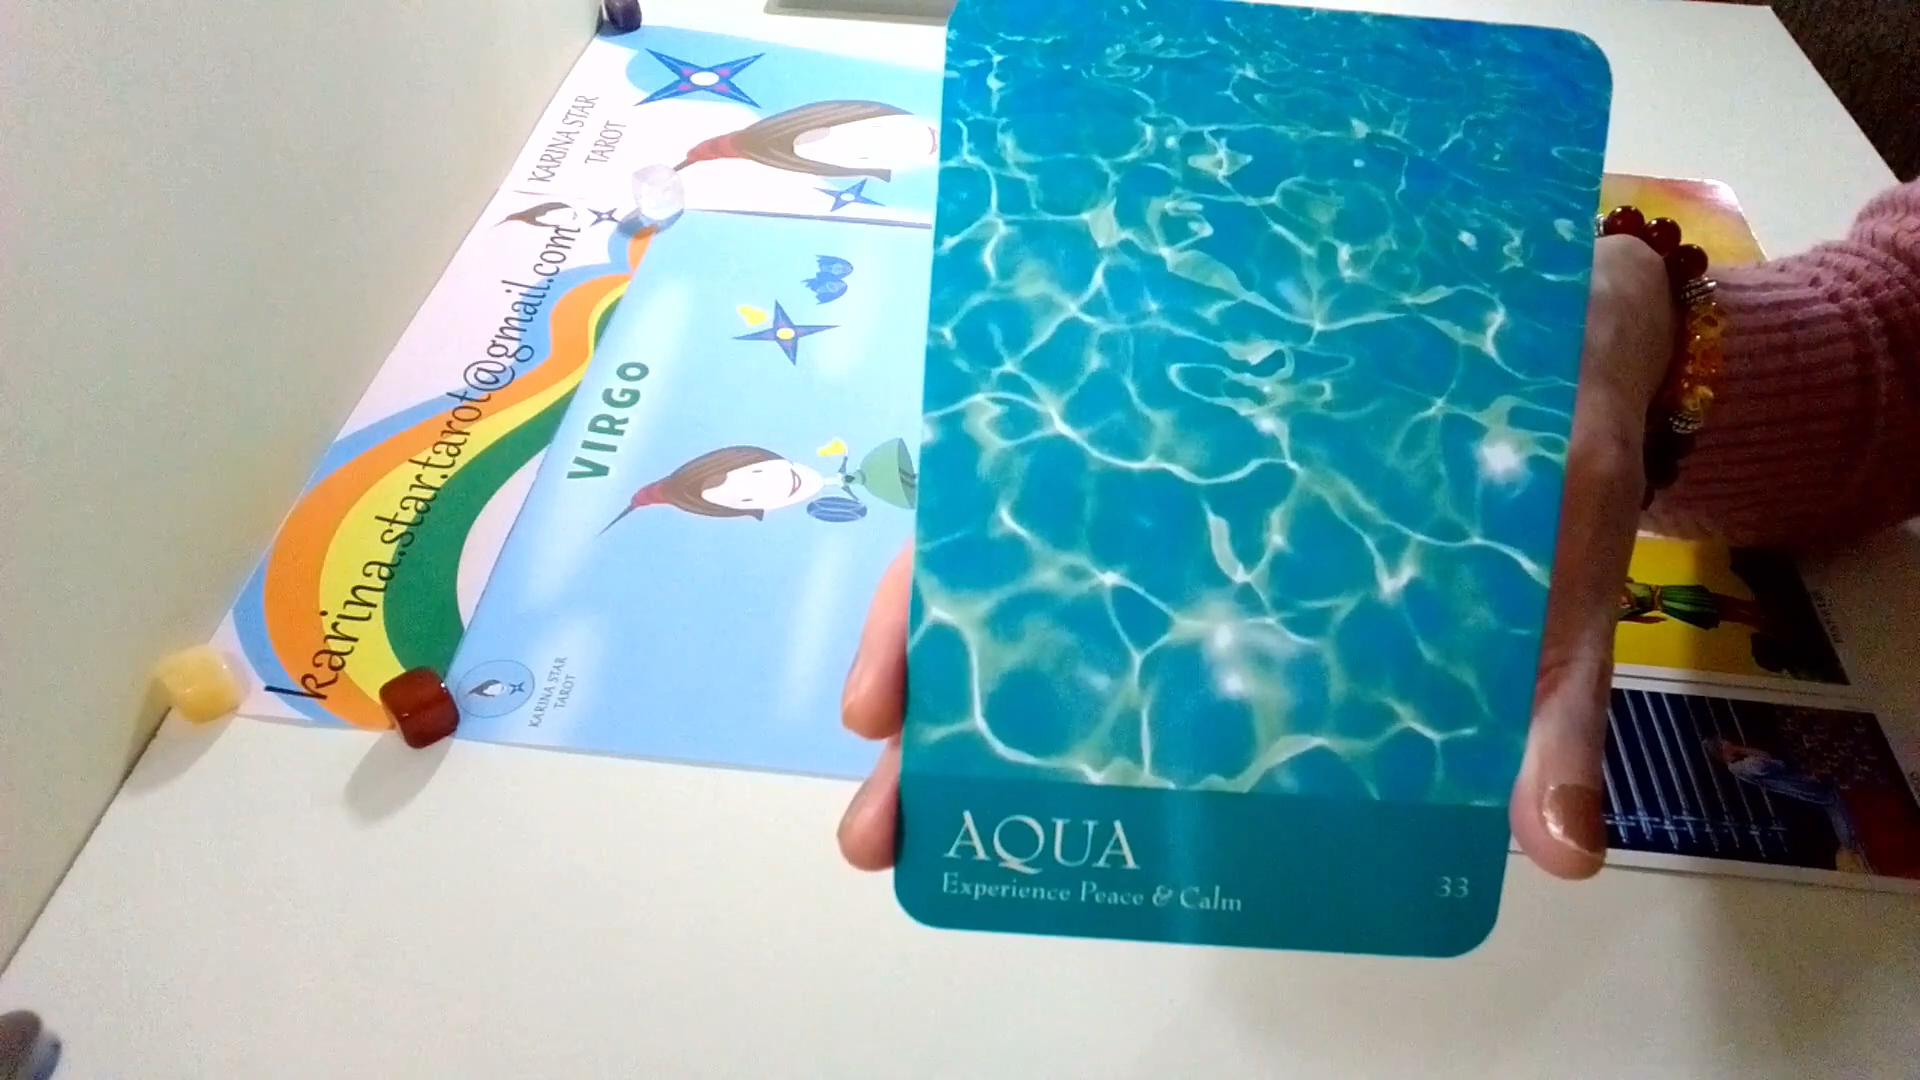 KARINA STAR
TAROT
karina.star.tarot@gmail.com
VIRGO
KARINA STAR
TAROT
AQUA
Experience Peace & Calm
33